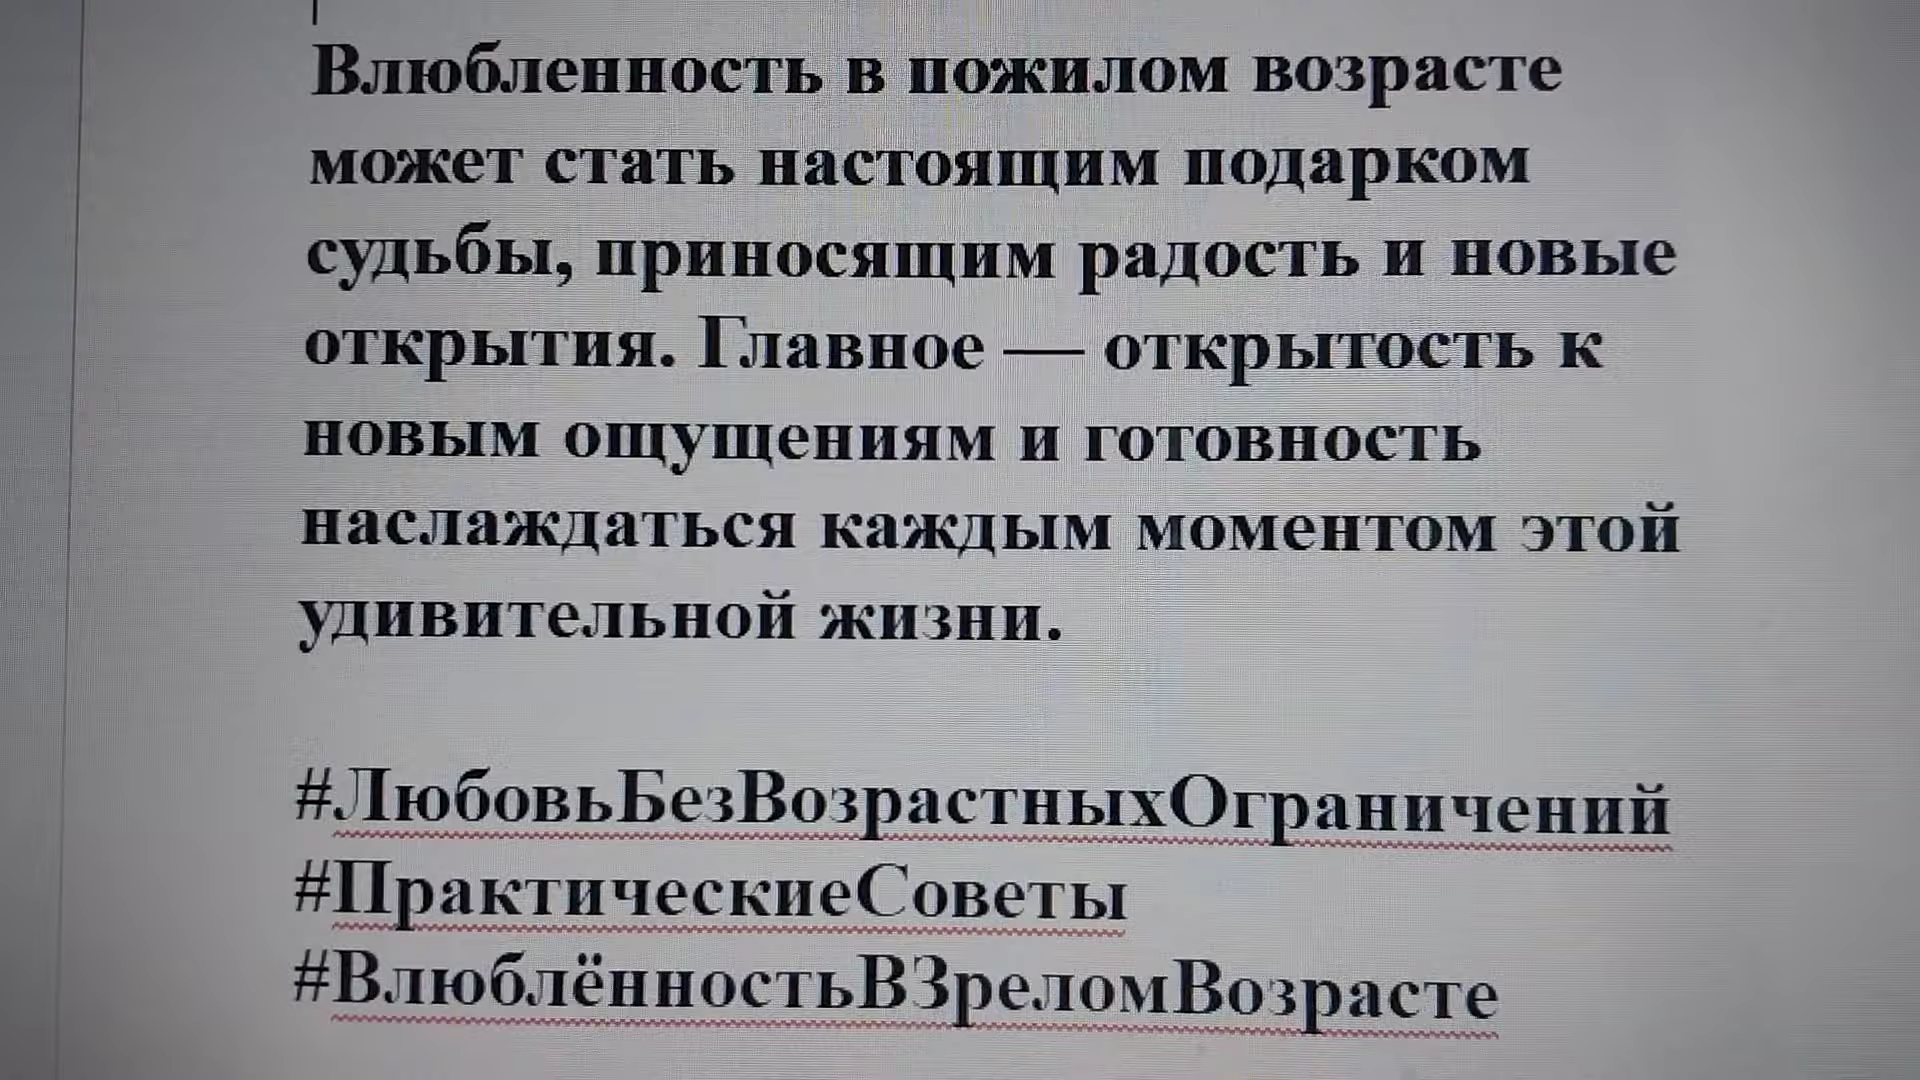 Влюбленность в пожилом возрасте
может стать настоящим подарком
судьбы, приносящим радость и новые
открытия. Главное — открытость к
новым ощущениям и готовность
наслаждаться каждым моментом этой
удивительной жизни.
#ЛюбовьБезВозрастныхОграничений
#ПрактическиеСоветы
#ВлюблённостьВЗреломВозрасте